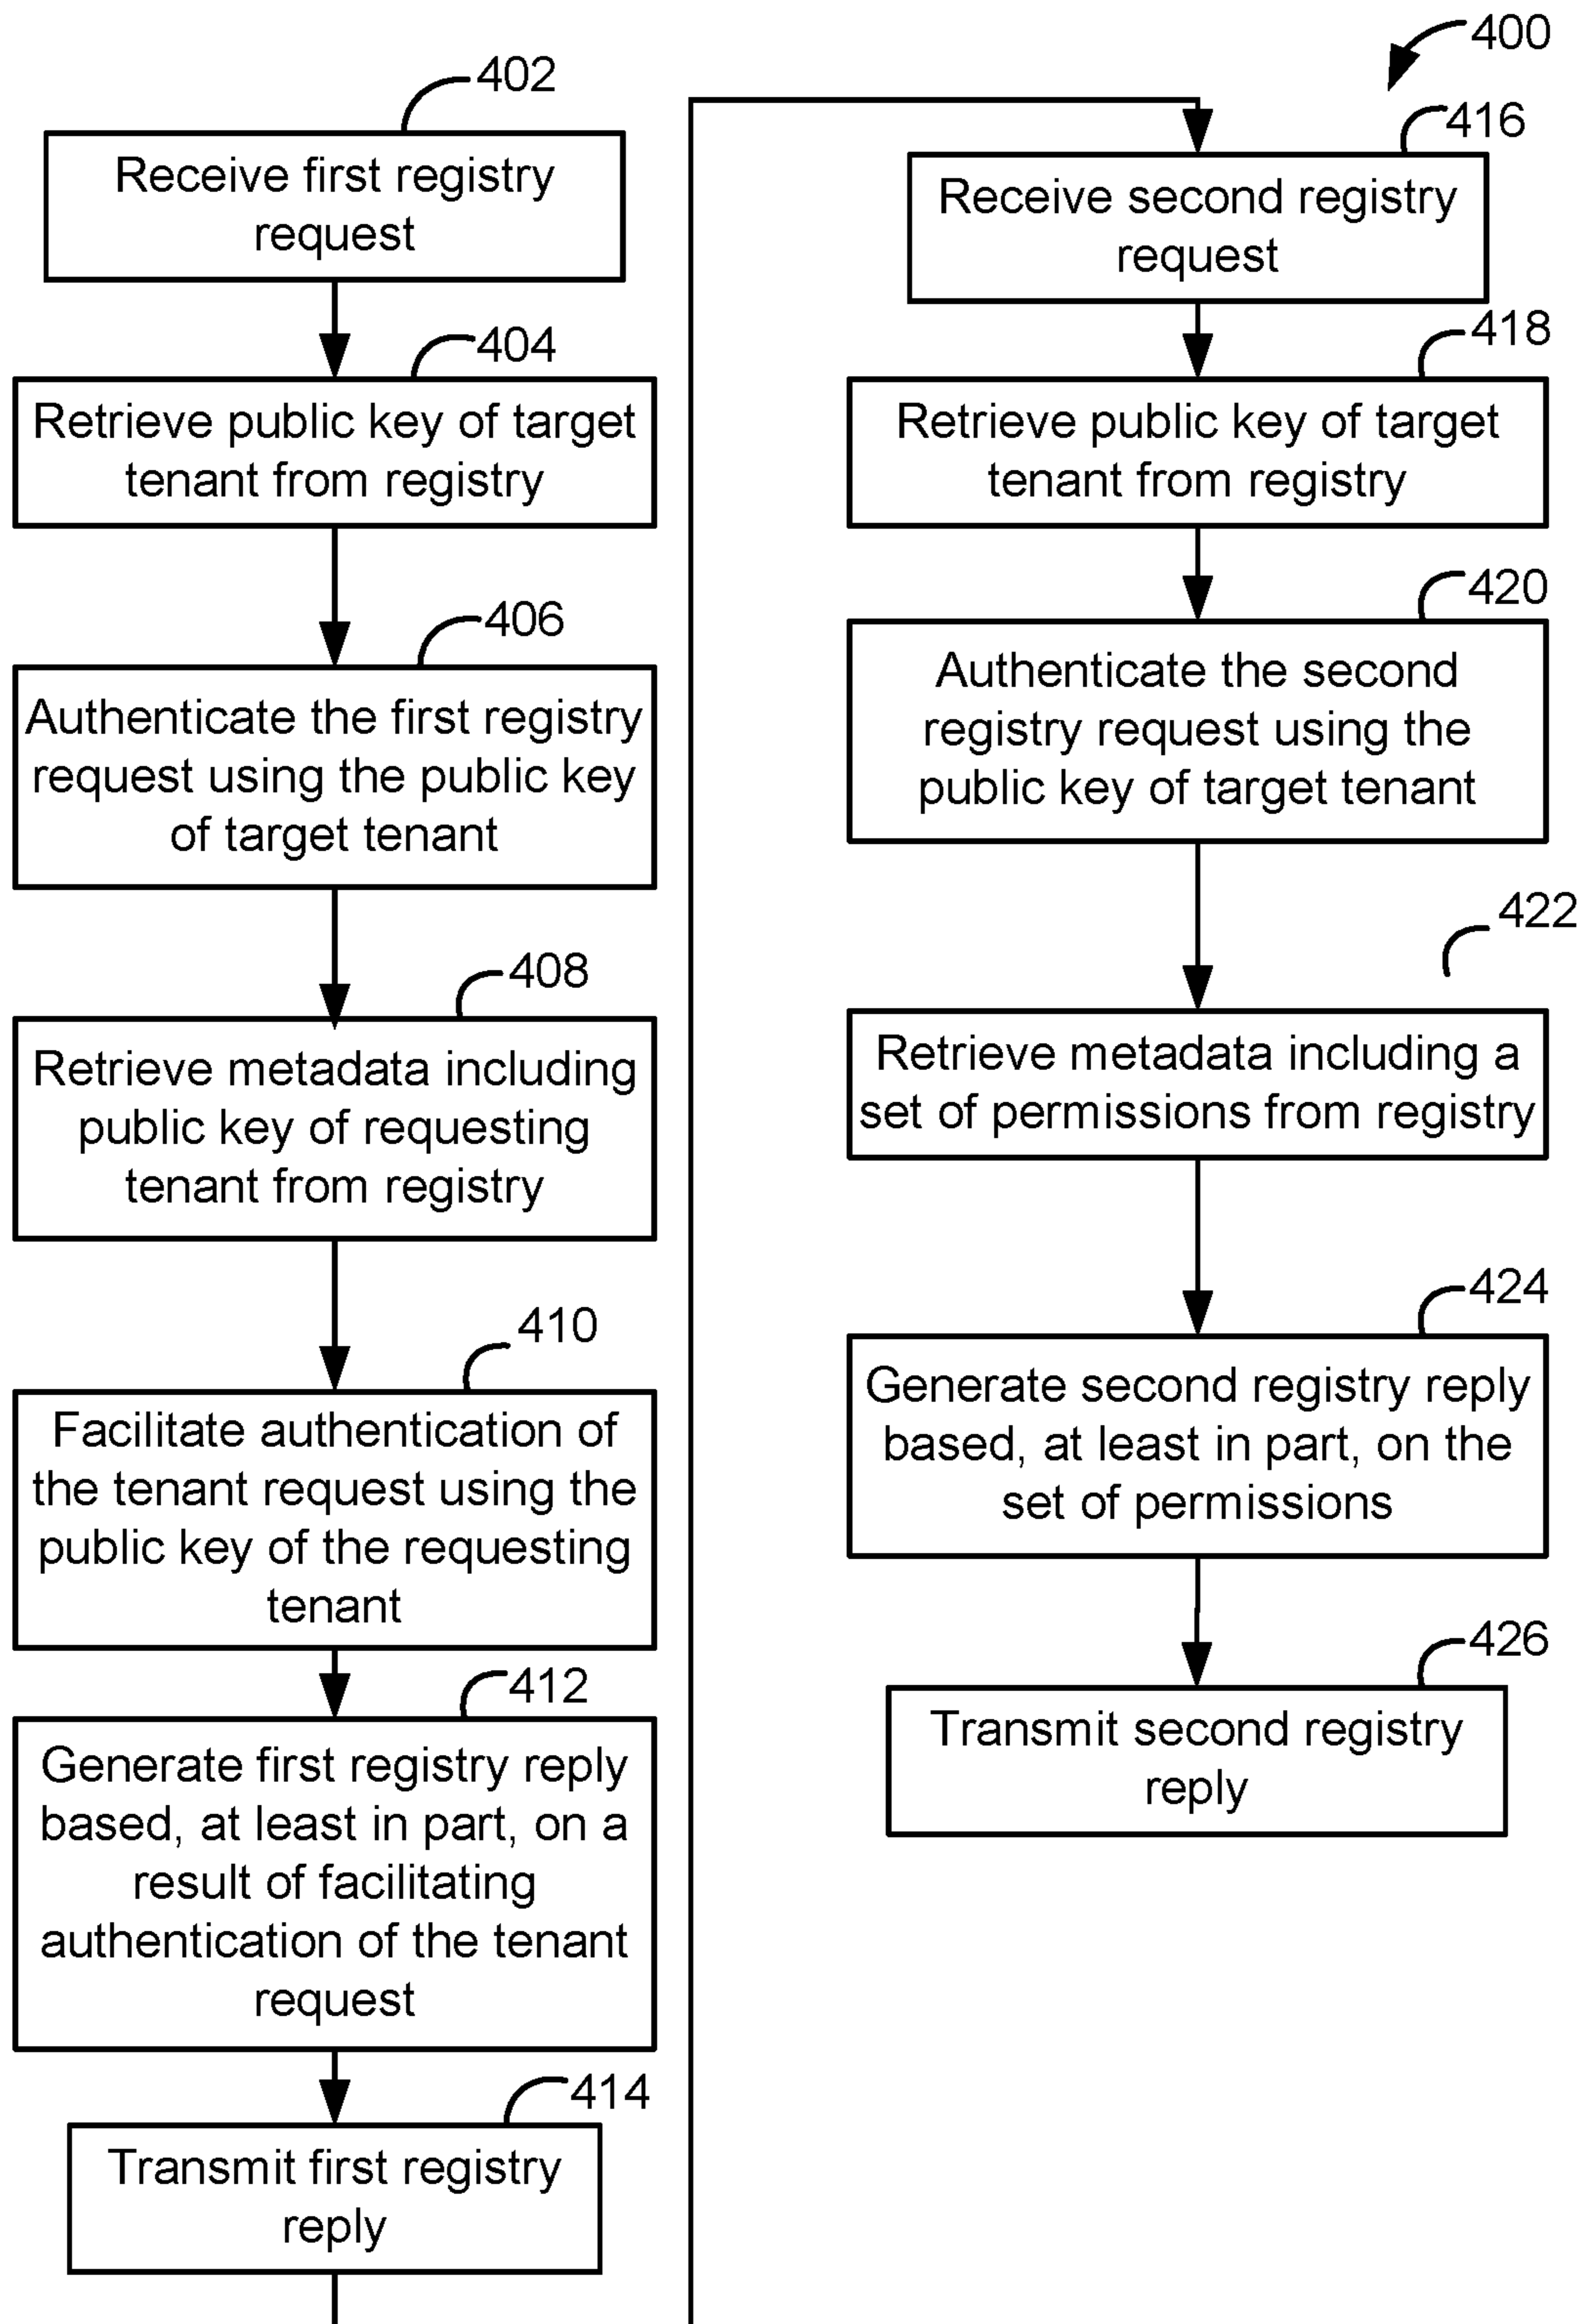 400
402
Receive first registry
request
404
Retrieve public key of target
tenant from registry
406
Authenticate the first registry
request using the public key
of target tenant
408
Retrieve metadata including
public key of requesting
tenant from registry
410
Facilitate authentication of
the tenant request using the
public key of the requesting
tenant
412
Generate first registry reply
based, at least in part, on a
result of facilitating
authentication of the tenant
request
414
Transmit first registry
reply
416
Receive second registry
request
418
Retrieve public key of target
tenant from registry
420
Authenticate the second
registry request using the
public key of target tenant
422
Retrieve metadata including a
set of permissions from registry
424
Generate second registry reply
based, at least in part, on the
set of permissions
426
Transmit second registry
reply